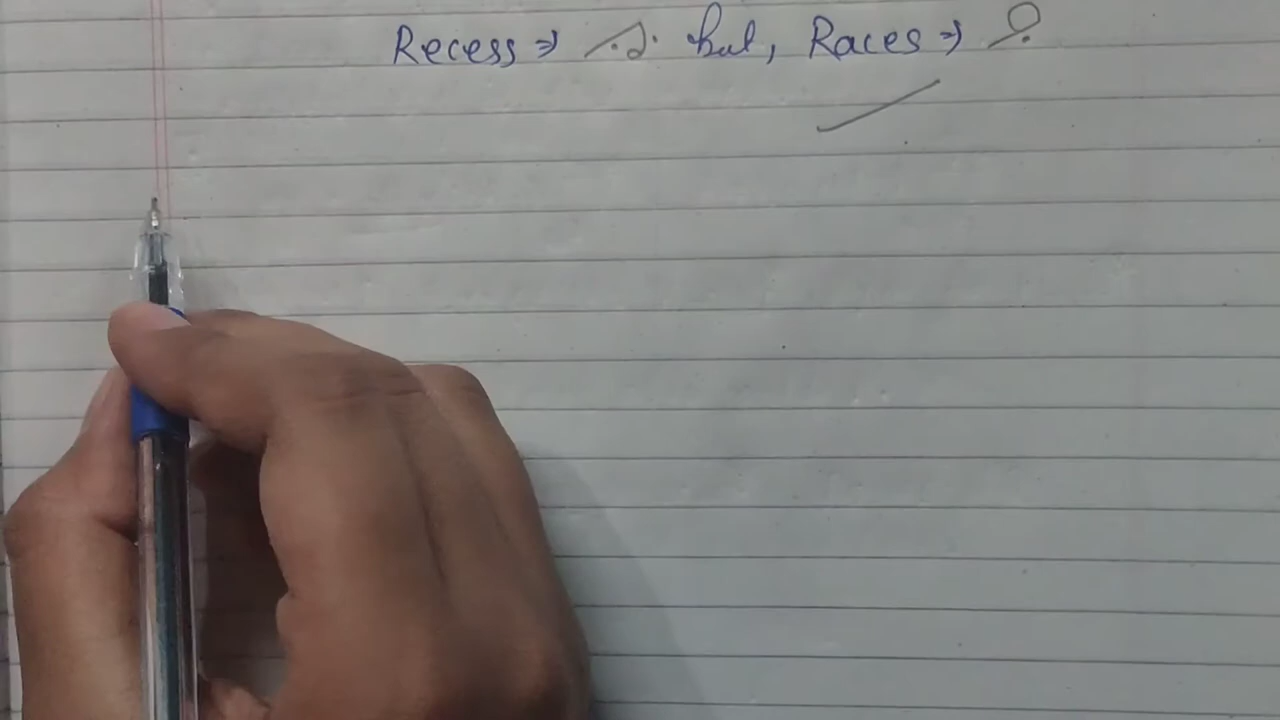 Recess ⇒ but, Races ⇒